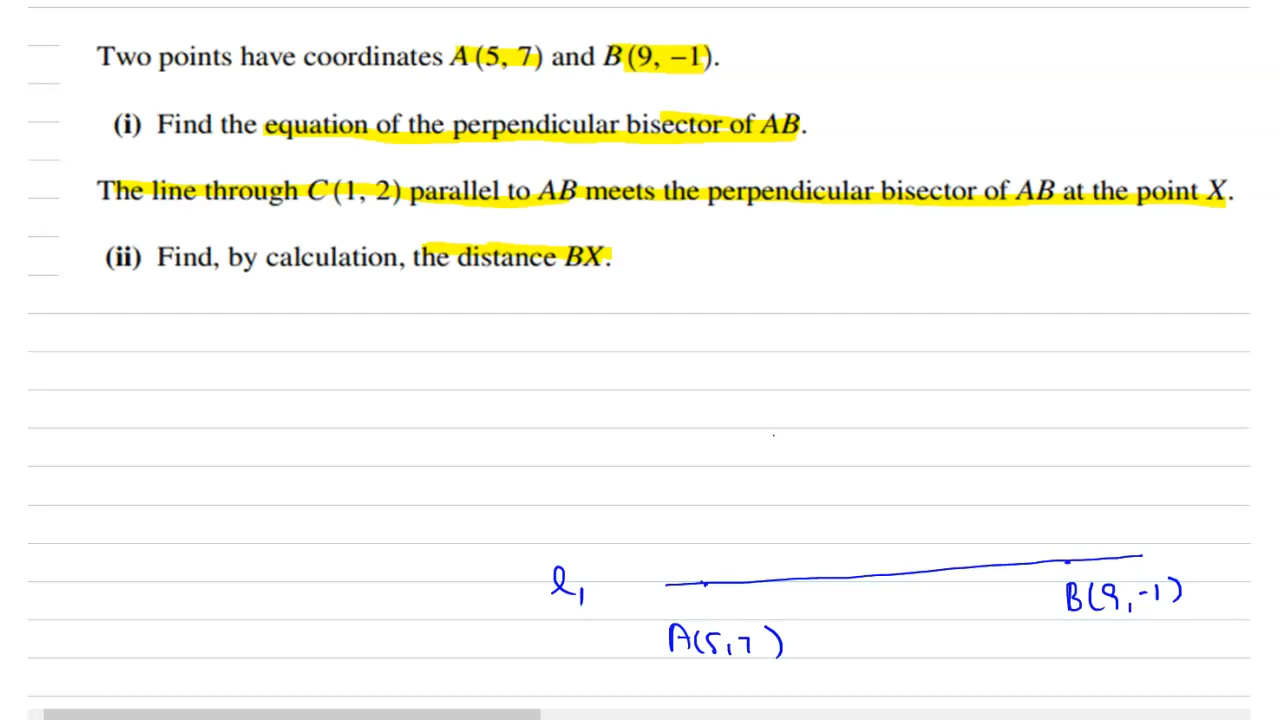 Two points have coordinates A (5, 7) and B (9, −1).
(i) Find the equation of the perpendicular bisector of AB.
The line through C (1, 2) parallel to AB meets the perpendicular bisector of AB at the point X.
(ii) Find, by calculation, the distance BX.
l₁
B(9,-1)
A(5,7)